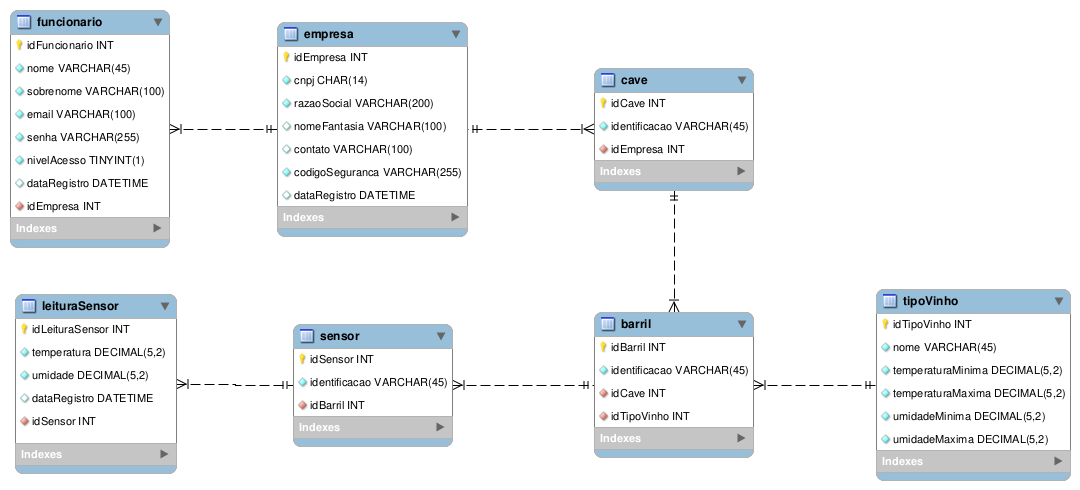 funcionario
idFuncionario INT
nome VARCHAR(45)
sobrenome VARCHAR(100)
email VARCHAR(100)
senha VARCHAR(255)
nivelAcesso TINYINT(1)
dataRegistro DATETIME
idEmpresa INT
Indexes
empresa
idEmpresa INT
cnpj CHAR(14)
razaoSocial VARCHAR(200)
nomeFantasia VARCHAR(100)
contato VARCHAR(100)
codigoSeguranca VARCHAR(255)
dataRegistro DATETIME
Indexes
cave
idCave INT
identificacao VARCHAR(45)
idEmpresa INT
Indexes
leituraSensor
idLeituraSensor INT
temperatura DECIMAL(5,2)
umidade DECIMAL(5,2)
dataRegistro DATETIME
idSensor INT
Indexes
sensor
idSensor INT
identificacao VARCHAR(45)
idBarril INT
Indexes
barril
idBarril INT
identificacao VARCHAR(45)
idCave INT
idTipoVinho INT
Indexes
tipoVinho
idTipoVinho INT
nome VARCHAR(45)
temperaturaMinima DECIMAL(5,2)
temperaturaMaxima DECIMAL(5,2)
umidadeMinima DECIMAL(5,2)
umidadeMaxima DECIMAL(5,2)
Indexes